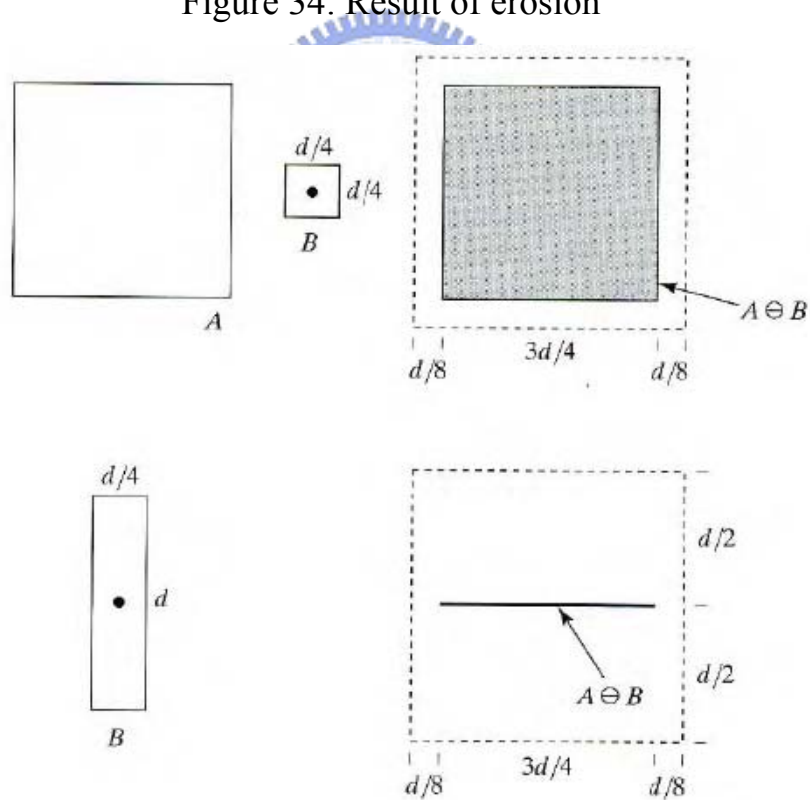 Figure 34. Result of erosion
d/4
d/4
B
A
A ⊖ B
d/8
3d/4
d/8
d/4
d
B
d/2
d/2
A ⊖ B
d/8
3d/4
d/8